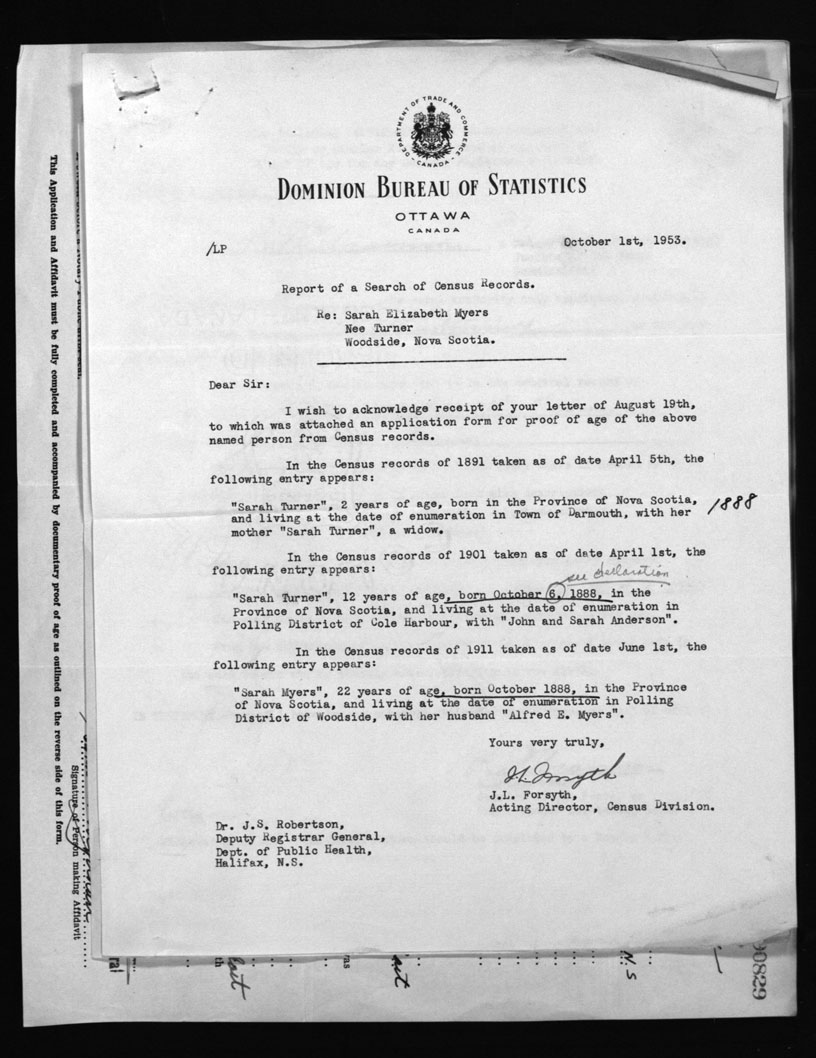 DEPARTMENT OF TRADE AND COMMERCE
CANADA
DOMINION BUREAU OF STATISTICS
OTTAWA
CANADA
/LP
October 1st, 1953.
Report of a Search of Census Records.
Re: Sarah Elizabeth Myers
Nee Turner
Woodside, Nova Scotia.
Dear Sir:
I wish to acknowledge receipt of your letter of August 19th,
to which was attached an application form for proof of age of the above
named person from Census records.
In the Census records of 1891 taken as of date April 5th, the
following entry appears:
"Sarah Turner", 2 years of age, born in the Province of Nova Scotia,
and living at the date of enumeration in Town of Darmouth, with her
mother "Sarah Turner", a widow.
1888
In the Census records of 1901 taken as of date April 1st, the
following entry appears:
see declaration
"Sarah Turner", 12 years of age, born October 6, 1888, in the
Province of Nova Scotia, and living at the date of enumeration in
Polling District of Cole Harbour, with "John and Sarah Anderson".
In the Census records of 1911 taken as of date June 1st, the
following entry appears:
"Sarah Myers", 22 years of age, born October 1888, in the Province
of Nova Scotia, and living at the date of enumeration in Polling
District of Woodside, with her husband "Alfred E. Myers".
Yours very truly,
J.L. Forsyth
J.L. Forsyth,
Acting Director, Census Division.
Dr. J.S. Robertson,
Deputy Registrar General,
Dept. of Public Health,
Halifax, N.S.
This Application and Affidavit must be fully completed and accompanied by documentary proof of age as outlined on the reverse side of this form.
Signature of Person making Affidavit
N.S
00829